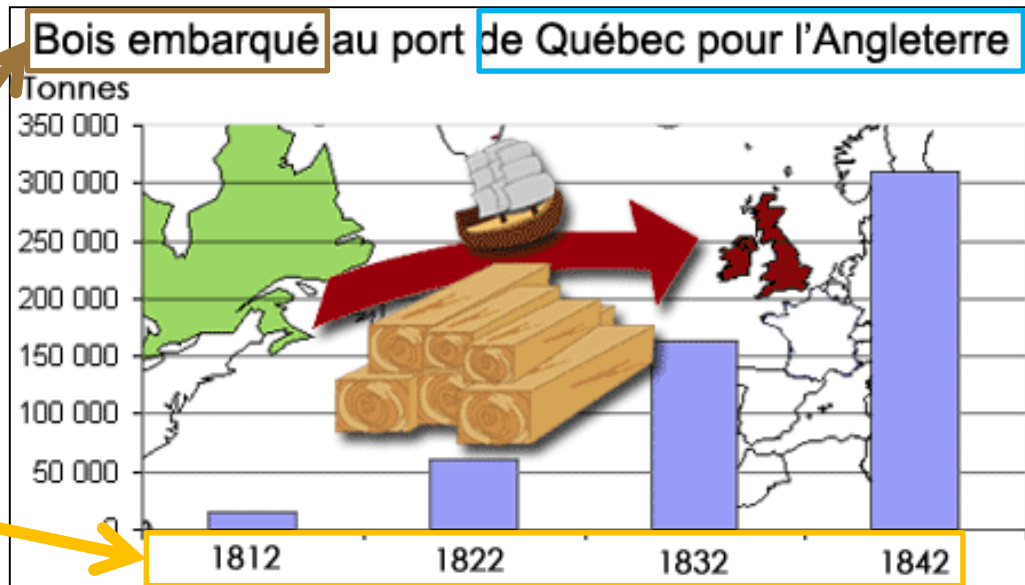 Bois embarqué au port de Québec pour l'Angleterre
Tonnes
350 000
300 000
250 000
200 000
150 000
100 000
50 000
0
1812 1822 1832 1842